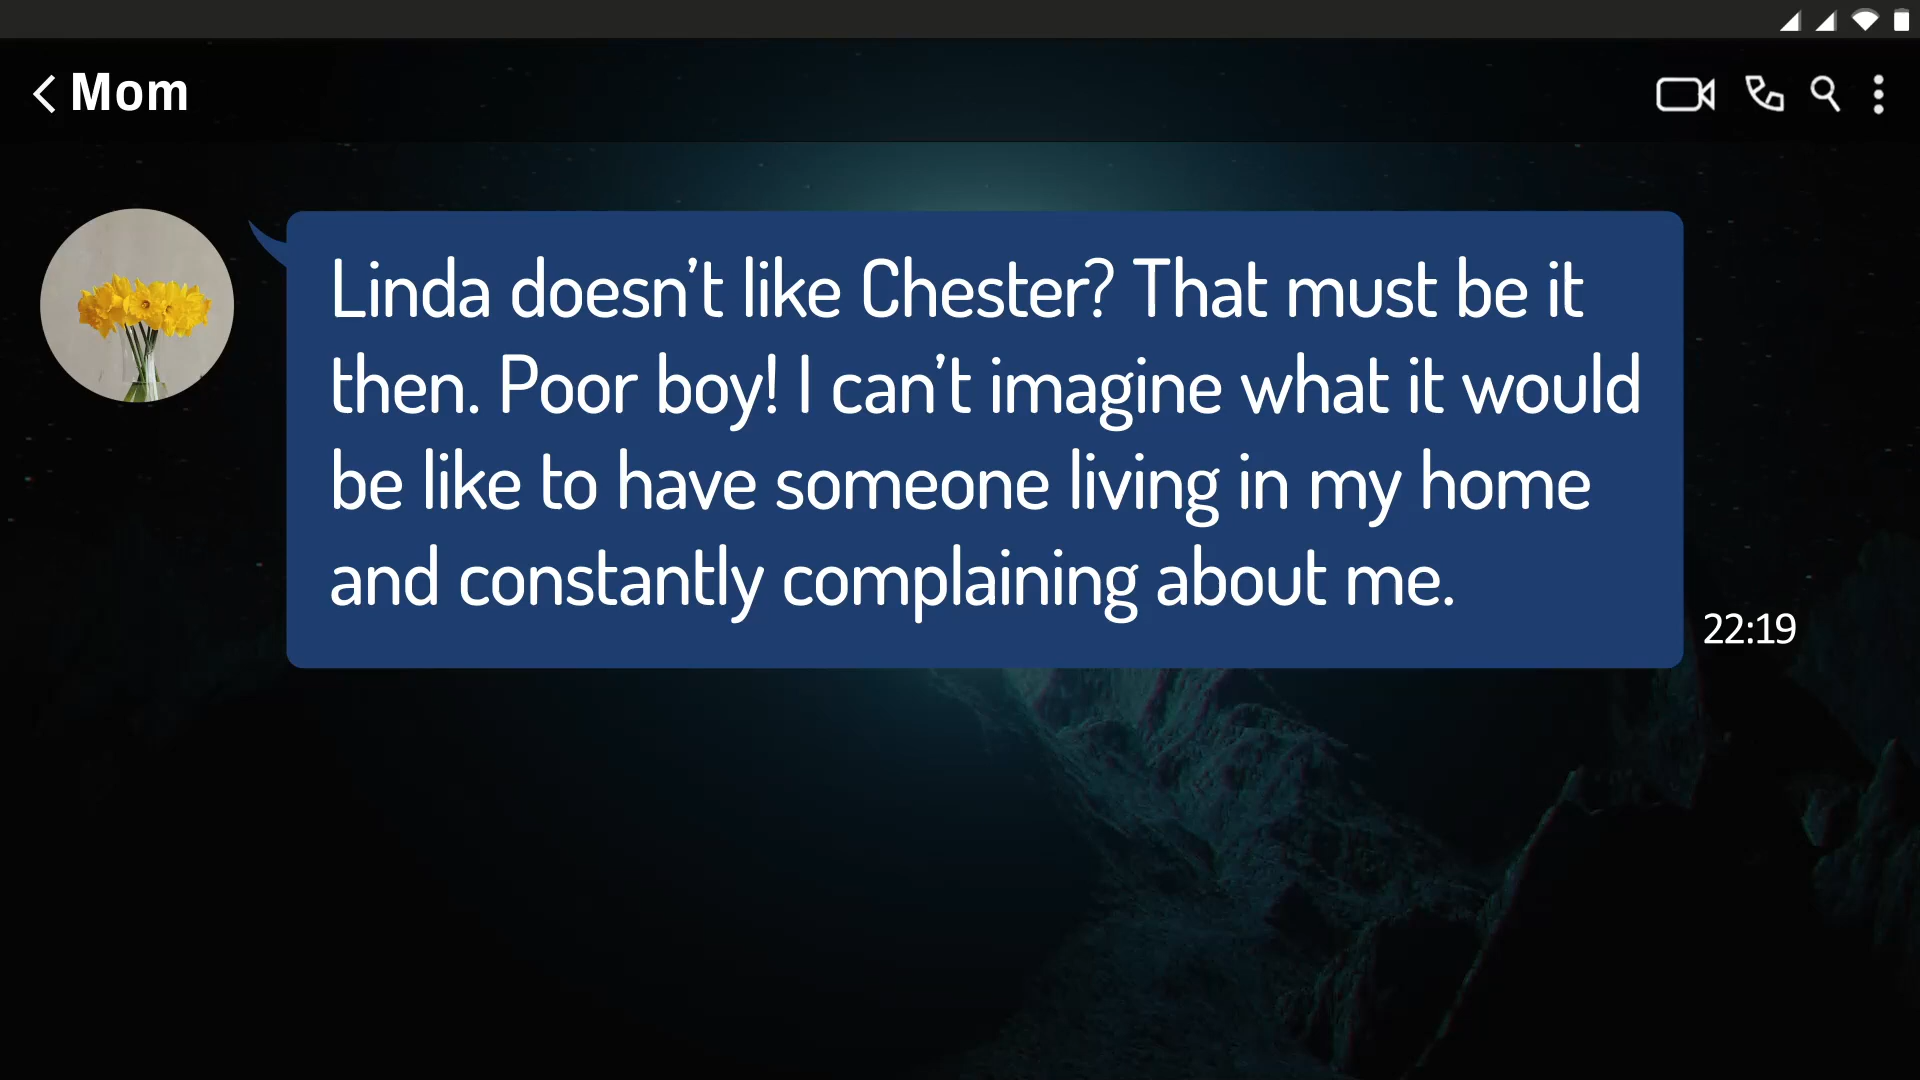 Mom
Linda doesn’t like Chester? That must be it
then. Poor boy! I can’t imagine what it would
be like to have someone living in my home
and constantly complaining about me.
22:19